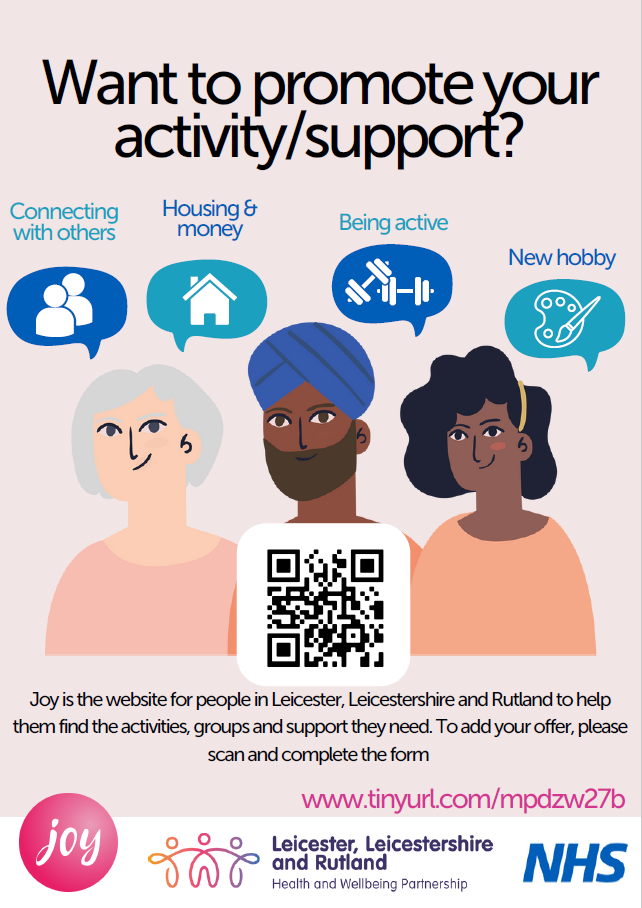 Want to promote your
activity/support?
Connecting
with others
Housing &
money
Being active
New hobby
Joy is the website for people in Leicester, Leicestershire and Rutland to help
them find the activities, groups and support they need. To add your offer, please
scan and complete the form
www.tinyurl.com/mpdzw27b
joy
Leicester, Leicestershire
and Rutland
Health and Wellbeing Partnership
NHS